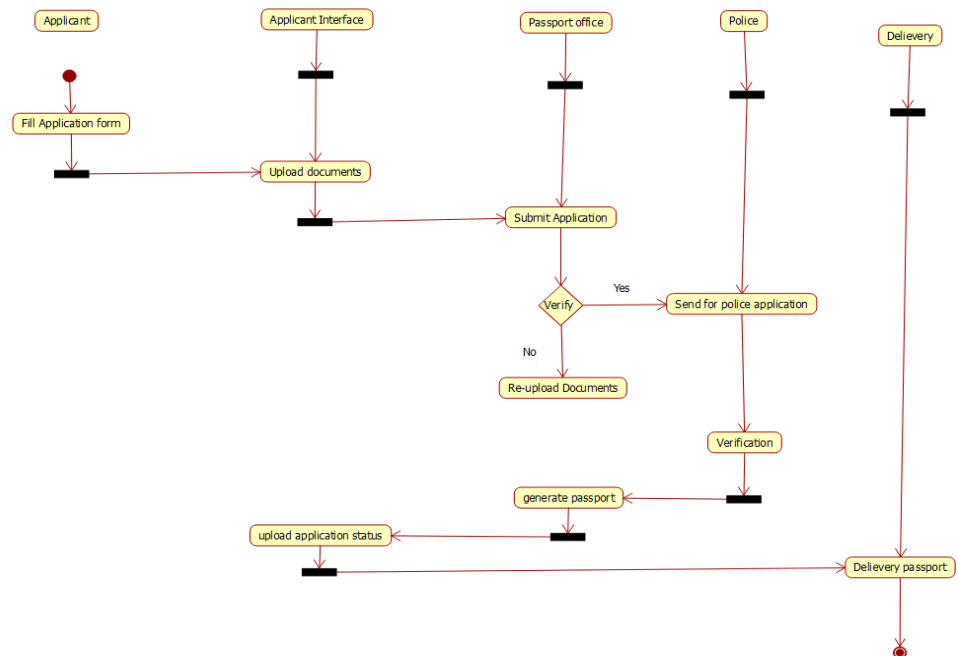 Applicant
Applicant Interface
Passport office
Police
Delievery
Fill Application form
Upload documents
Submit Application
Verify
Yes
Send for police application
No
Re-upload Documents
Verification
generate passport
upload application status
Delievery passport